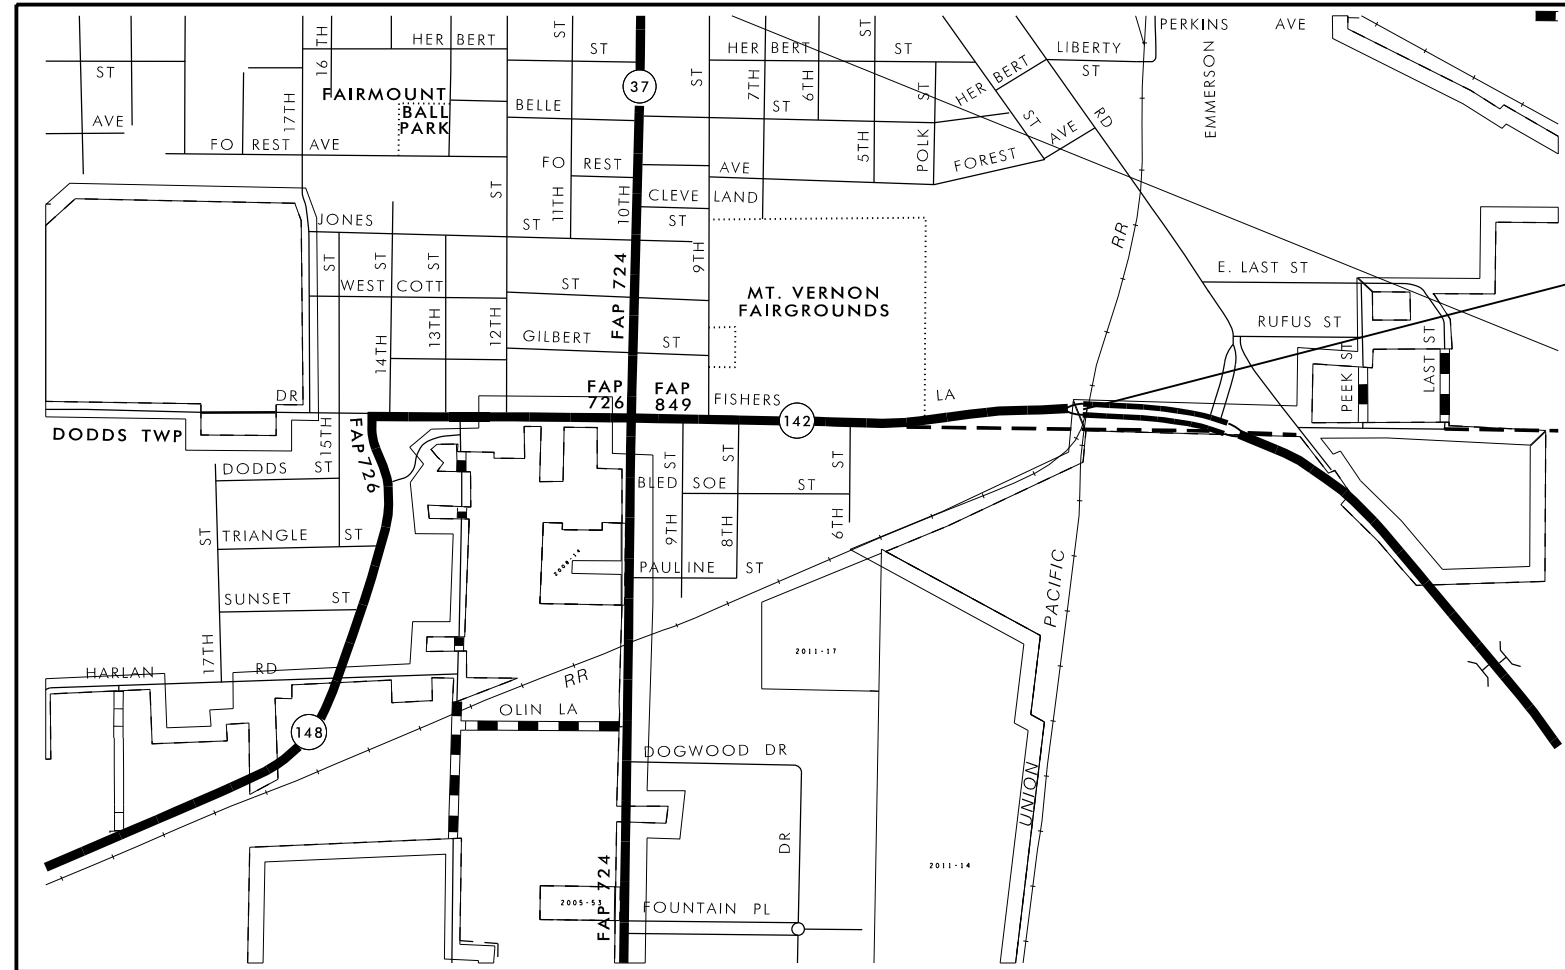 PERKINS AVE
16 TH
HER BERT
ST
ST
HER BERT
ST
ST
LIBERTY
ST
EMMERSON
ST
37
ST
7TH
6TH
ST
HER BERT
ST
RD
17TH
FAIRMOUNT
BALL
PARK
BELLE
ST
AVE
AVE
FO REST AVE
5TH
POLK
FOREST
FO REST
AVE
ST
11TH
10TH
CLEVE LAND
ST
JONES
ST
9TH
RR
ST
ST
ST
WEST COTT
ST
FAP 724
MT. VERNON
FAIRGROUNDS
E. LAST ST
14TH
13TH
12TH
GILBERT
ST
RUFUS ST
PEEK ST
LAST ST
DR
FAP
726
FAP
849
FISHERS
LA
142
DODDS TWP
15TH
FAP 726
DODDS ST
BLED SOE ST
ST
ST
ST
9TH
8TH
6TH
ST
TRIANGLE ST
2008-14
PAULINE ST
SUNSET ST
17TH
PACIFIC
HARLAN RD
2011-17
RR
OLIN LA
148
DOGWOOD DR
UNION
DR
2011-14
FAP 724
2005-53
FOUNTAIN PL